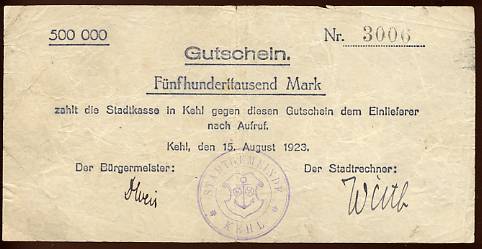 500 000
Nr. 3006
Gutschein.
Fünfhunderttausend Mark
zahlt die Stadtkasse in Kehl gegen diesen Gutschein dem Einlieferer
nach Aufruf.
Kehl, den 15. August 1923.
Der Bürgermeister: Der Stadtrechner:
STADTGEMEINDE
* KEHL *